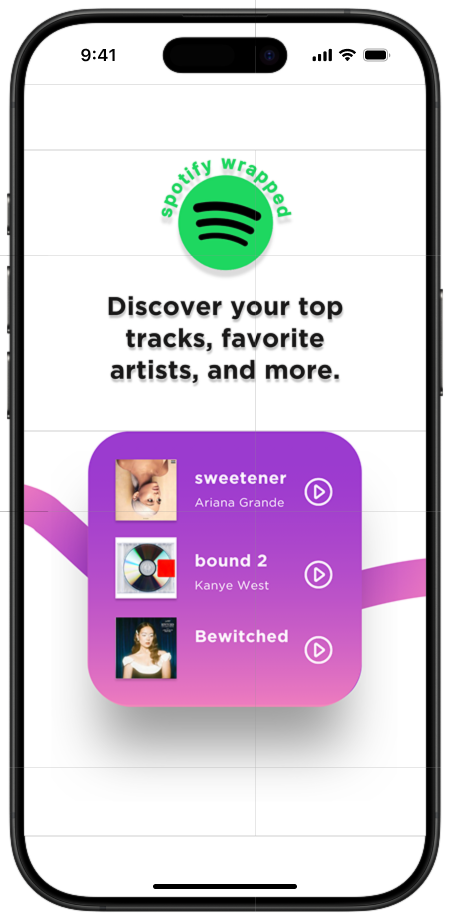 9:41
spotify wrapped
Discover your top
tracks, favorite
artists, and more.
sweetener
Ariana Grande
bound 2
Kanye West
Bewitched